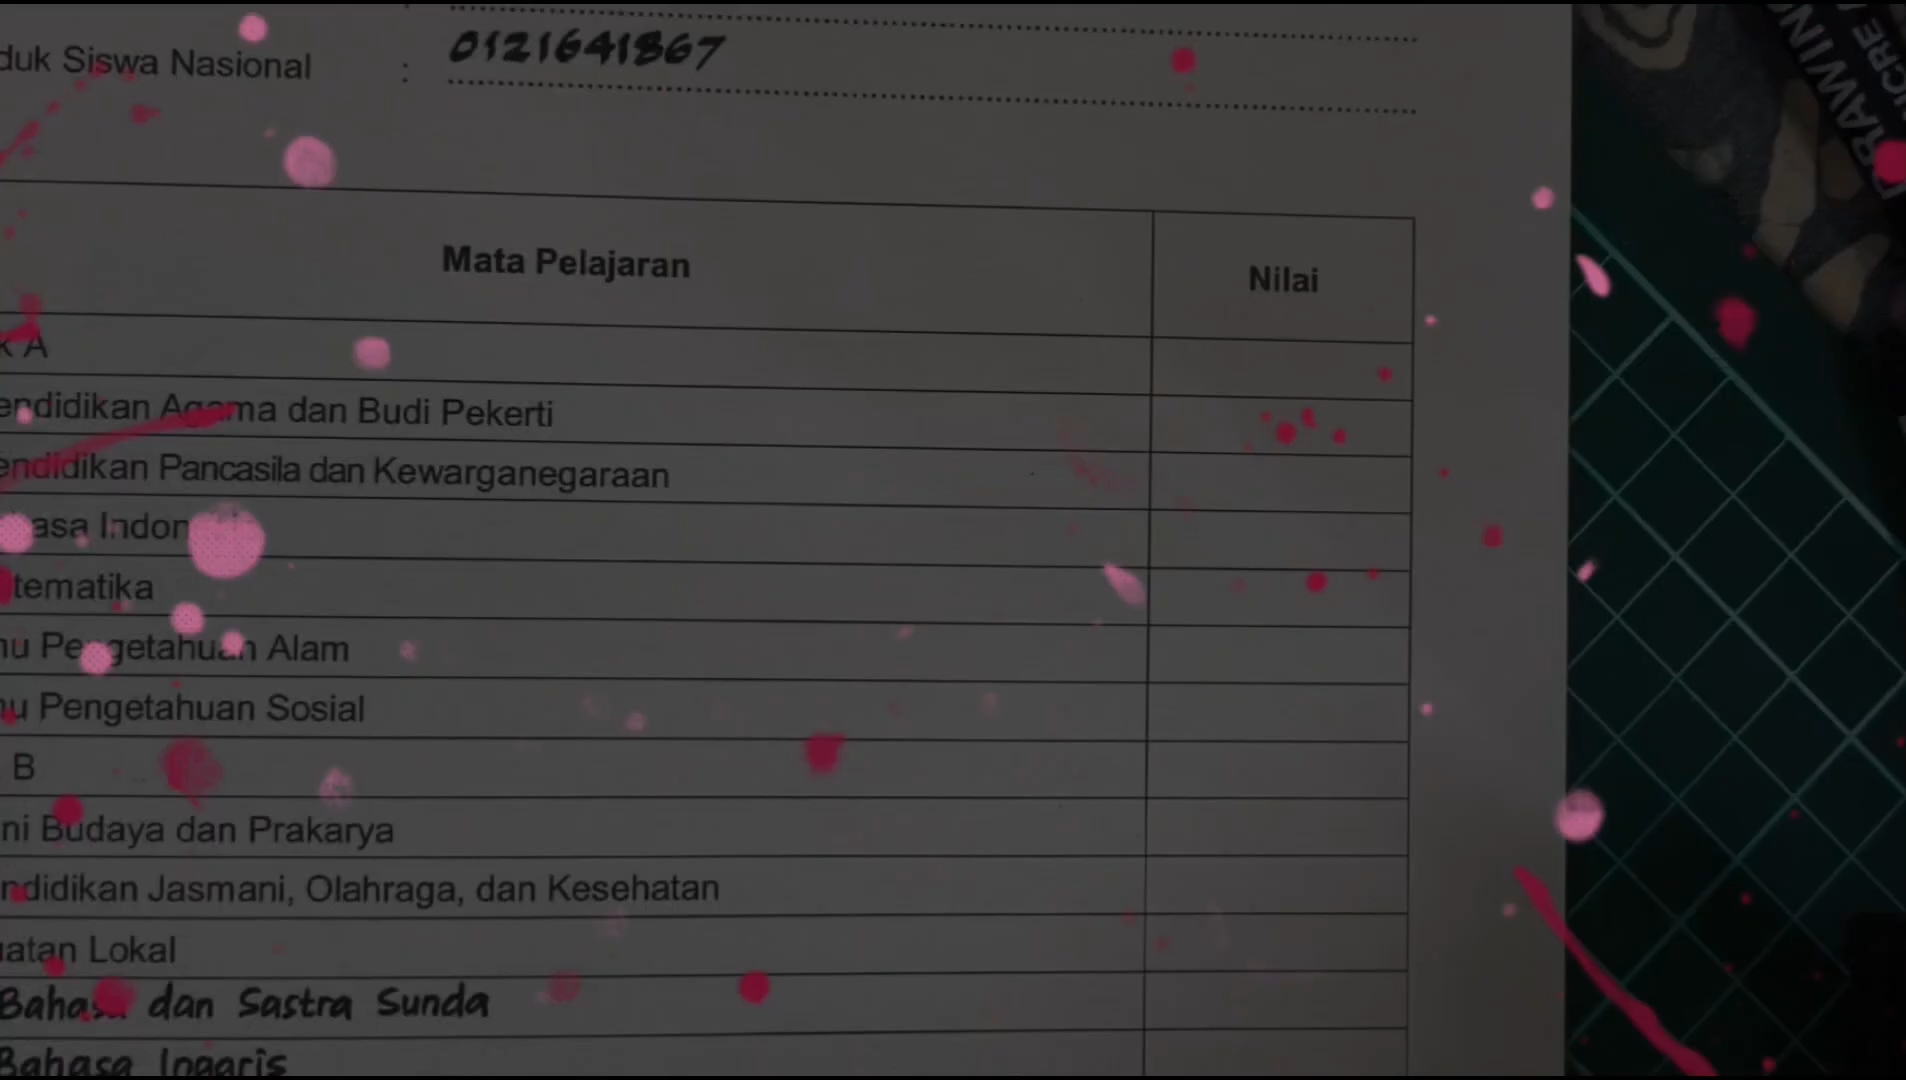 duk Siswa Nasional : 0121641867
Mata Pelajaran Nilai
k A
endidikan Agama dan Budi Pekerti
endidikan Pancasila dan Kewarganegaraan
asa Indon
tematika
nu Pengetahuan Alam
nu Pengetahuan Sosial
B
ni Budaya dan Prakarya
ndidikan Jasmani, Olahraga, dan Kesehatan
uatan Lokal
Bahasa dan Sastra Sunda
Bahasa Inggris